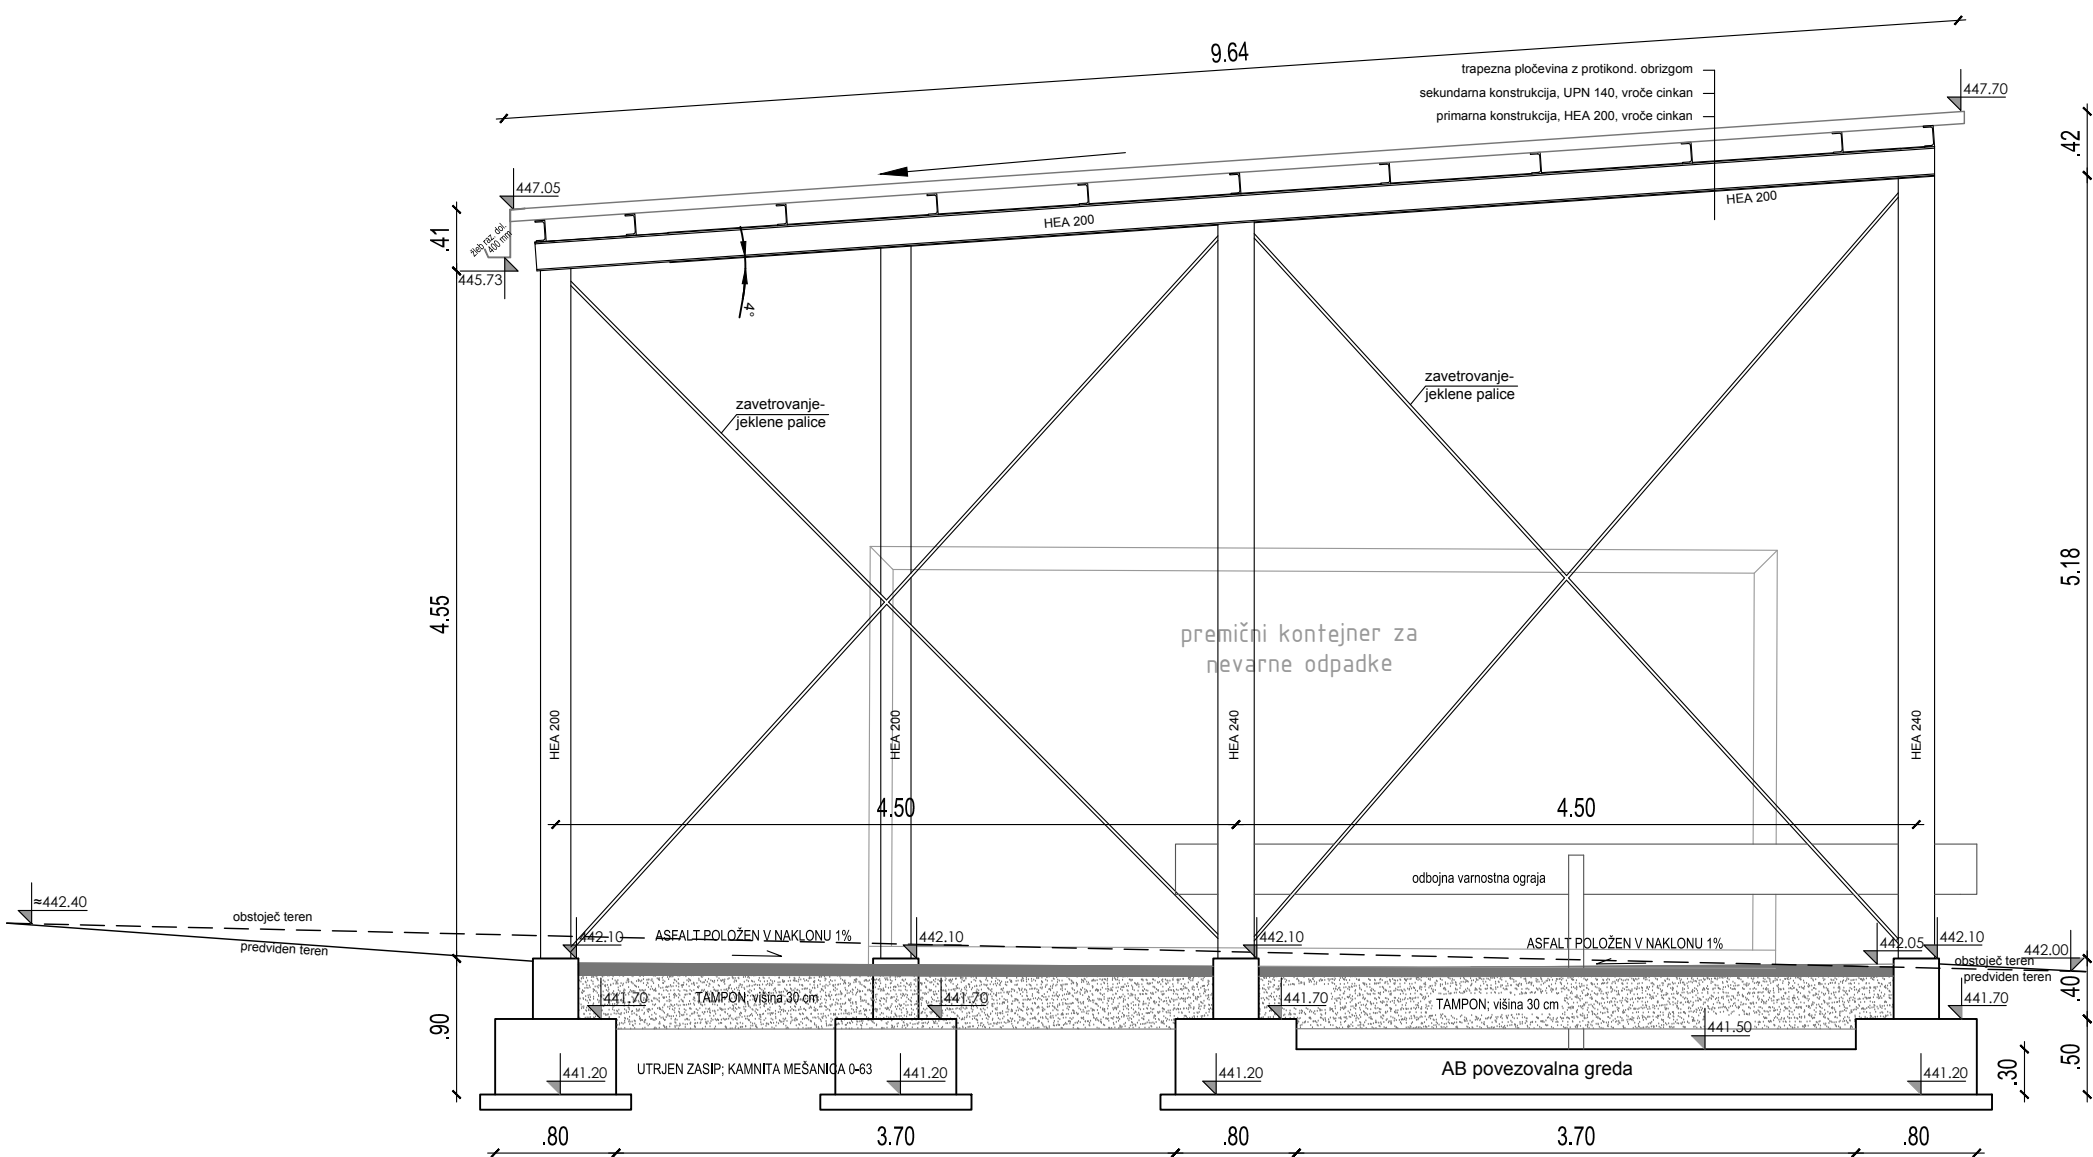 9.64
trapezna pločevina z protikond. obrizgom
sekundarna konstrukcija, UPN 140, vroče cinkan
primarna konstrukcija, HEA 200, vroče cinkan
447.70
.42
447.05
HEA 200
HEA 200
.41
žleb raz. dol.
400 mm
445.73
4°
zavetrovanje-
jeklene palice
zavetrovanje-
jeklene palice
4.55
5.18
premični kontejner za
nevarne odpadke
HEA 200
HEA 200
HEA 240
HEA 240
4.50
4.50
odbojna varnostna ograja
≈442.40
obstoječ teren
predviden teren
442.10
ASFALT POLOŽEN V NAKLONU 1%
442.10
442.10
ASFALT POLOŽEN V NAKLONU 1%
442.05
442.10
442.00
obstoječ teren
predviden teren
441.70
TAMPON; višina 30 cm
441.70
441.70
TAMPON; višina 30 cm
441.70
.40
.90
441.50
441.20
UTRJEN ZASIP; KAMNITA MEŠANICA 0-63
441.20
441.20
AB povezovalna greda
441.20
.30
.50
.80
3.70
.80
3.70
.80